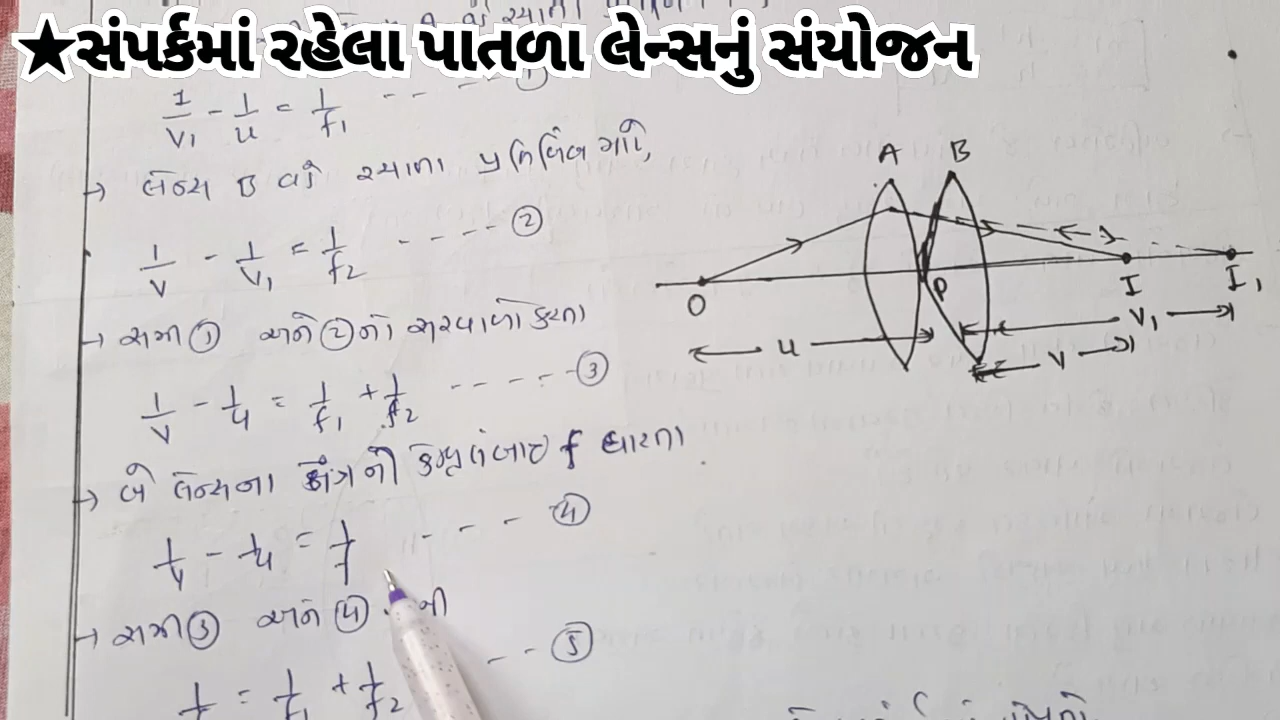 ★સંપર્કમાં રહેલા પાતળા લેન્સનું સંયોજન
1/v₁ - 1/u = 1/f₁ ----- ①
→ લેન્સ B વડે રચાતા પ્રતિબિંબ માટે,
1/v - 1/v₁ = 1/f₂ ---- ②
→ સમી ① અને ② નો સરવાળો કરતા
1/v - 1/u = 1/f₁ + 1/f₂ ----- ③
→ બે લેન્સના તંત્રની કેન્દ્રલંબાઈ f ધારતા
1/v - 1/u = 1/f --- ④
→ સમી ③ અને ④
1/f = 1/f₁ + 1/f₂ -- ⑤
A B
O P I I₁
u v₁
v